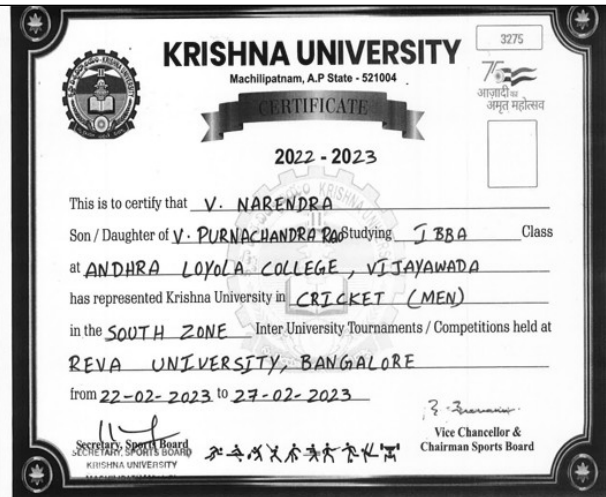 3275
KRISHNA UNIVERSITY
Machilipatnam, A.P State - 521004
75
आज़ादी का
अमृत महोत्सव
CERTIFICATE
2022 - 2023
This is to certify that V. NARENDRA
Son / Daughter of V. PURNACHANDRA RAO Studying I BBA Class
at ANDHRA LOYOLA COLLEGE, VIJAYAWADA
has represented Krishna University in CRICKET (MEN)
in the SOUTH ZONE Inter University Tournaments / Competitions held at
REVA UNIVERSITY, BANGALORE
from 22-02-2023 to 27-02-2023
Secretary, Sports Board
SECRETARY, SPORTS BOARD
KRISHNA UNIVERSITY
Vice Chancellor &
Chairman Sports Board